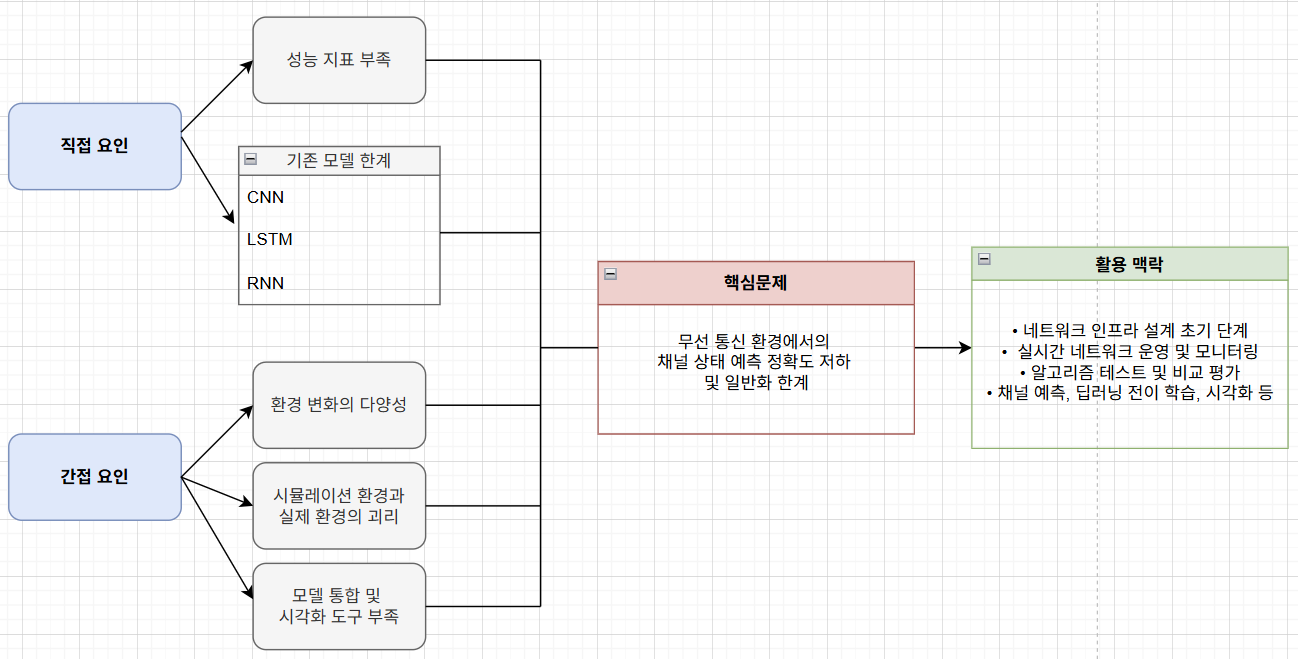 직접 요인
성능 지표 부족
기존 모델 한계
CNN
LSTM
RNN
간접 요인
환경 변화의 다양성
시뮬레이션 환경과
실제 환경의 괴리
모델 통합 및
시각화 도구 부족
핵심문제
무선 통신 환경에서의
채널 상태 예측 정확도 저하
및 일반화 한계
활용 맥락
• 네트워크 인프라 설계 초기 단계
• 실시간 네트워크 운영 및 모니터링
• 알고리즘 테스트 및 비교 평가
• 채널 예측, 딥러닝 전이 학습, 시각화 등